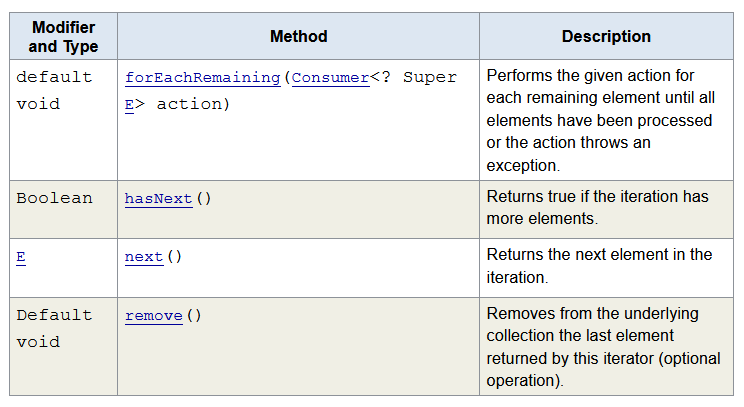 Modifier and Type
Method
Description
default void
forEachRemaining(Consumer<? Super
E> action)
Performs the given action for
each remaining element until all
elements have been processed
or the action throws an
exception.
Boolean
hasNext()
Returns true if the iteration has
more elements.
E
next()
Returns the next element in the
iteration.
Default void
remove()
Removes from the underlying
collection the last element
returned by this iterator (optional
operation).